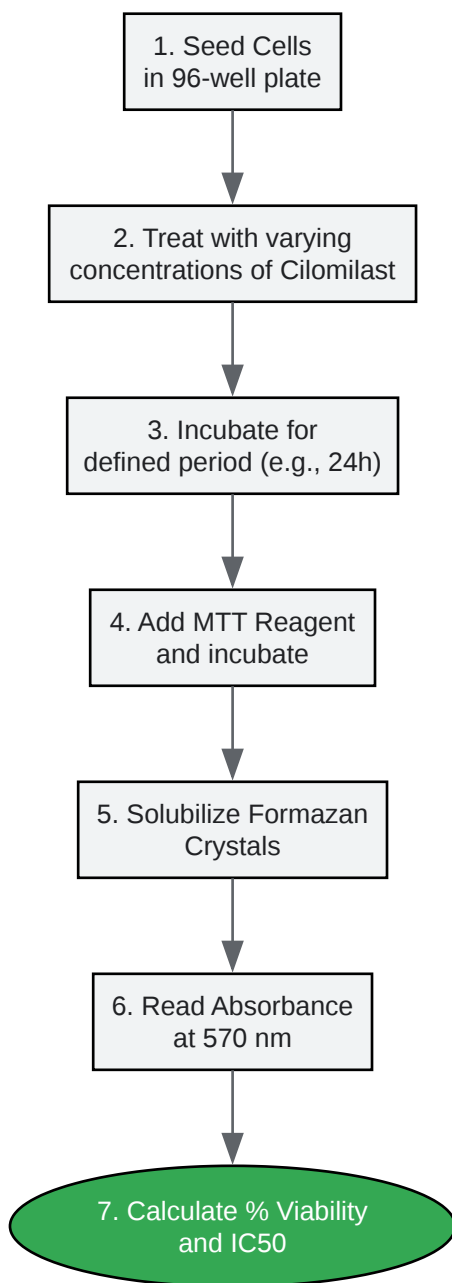 1. Seed Cells
in 96-well plate
2. Treat with varying
concentrations of Cilomilast
3. Incubate for
defined period (e.g., 24h)
4. Add MTT Reagent
and incubate
5. Solubilize Formazan
Crystals
6. Read Absorbance
at 570 nm
7. Calculate % Viability
and IC50